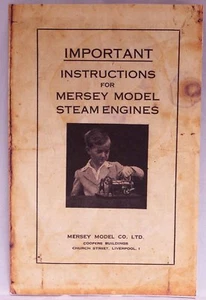 IMPORTANT
INSTRUCTIONS
FOR
MERSEY MODEL
STEAM ENGINES
MERSEY MODEL CO. LTD.
COOPERS BUILDINGS
CHURCH STREET, LIVERPOOL, 1